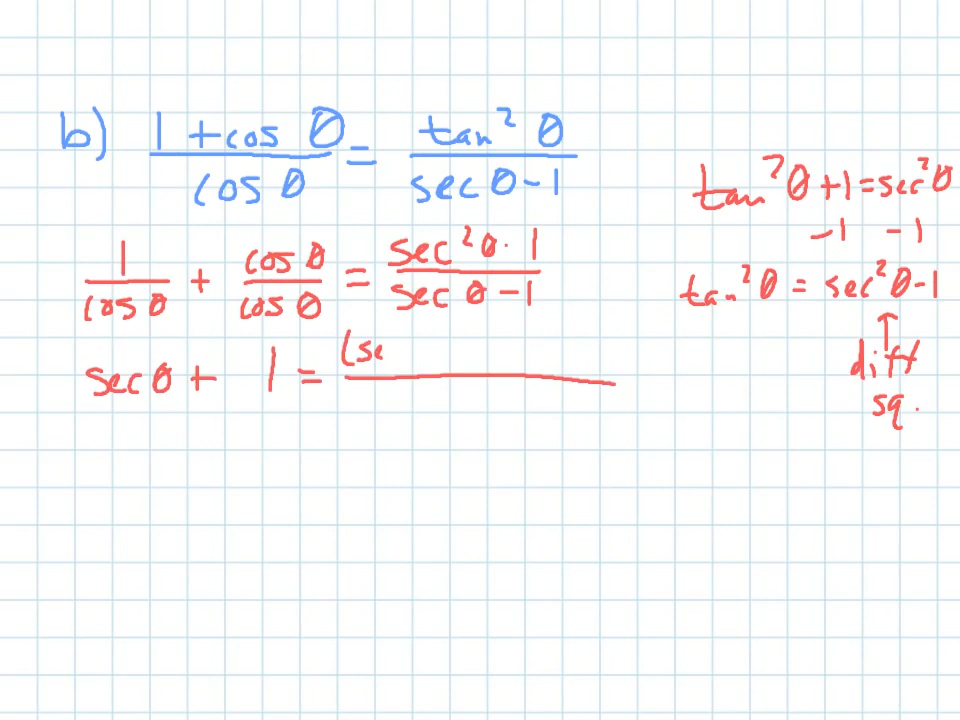 b) (1 + cos θ)/(cos θ) = (tan² θ)/(sec θ - 1)
tan² θ + 1 = sec² θ
-1 -1
1/(cos θ) + (cos θ)/(cos θ) = (sec² θ · 1)/(sec θ - 1)
tan² θ = sec² θ - 1
↑
diff
sq.
sec θ + 1 = (se